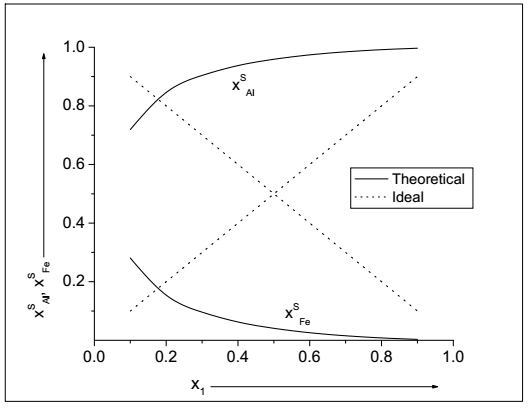 1.0
0.8
0.6
0.4
0.2
0.0 0.2 0.4 0.6 0.8 1.0
x^S_Al
x^S_Fe
Theoretical
Ideal
x^S_Al, x^S_Fe
x_1